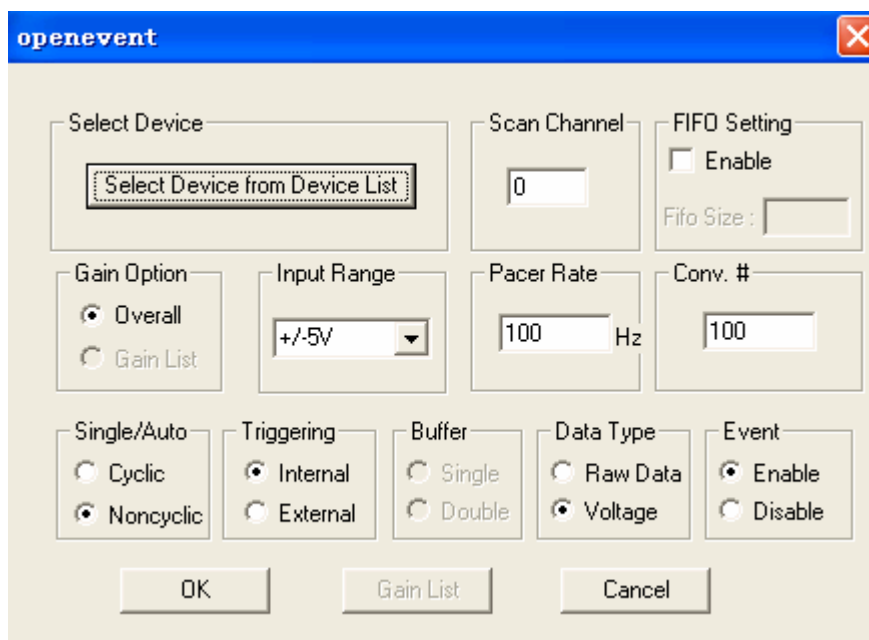 openevent
Select Device
Select Device from Device List
Scan Channel
0
FIFO Setting
Enable
Fifo Size :
Gain Option
Overall
Gain List
Input Range
+/-5V
Pacer Rate
100 Hz
Conv. #
100
Single/Auto
Cyclic
Noncyclic
Triggering
Internal
External
Buffer
Single
Double
Data Type
Raw Data
Voltage
Event
Enable
Disable
OK
Gain List
Cancel